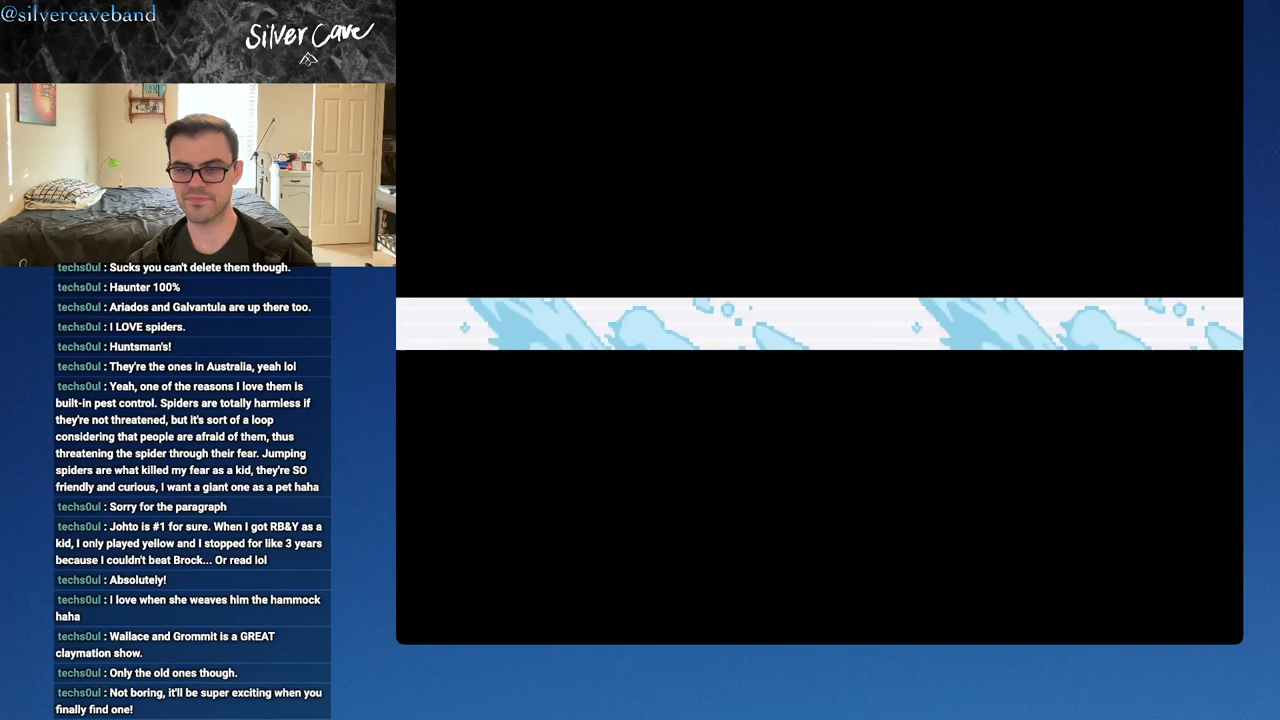 @silvercaveband
Silver Cave
techs0ul : Sucks you can't delete them though.
techs0ul : Haunter 100%
techs0ul : Ariados and Galvantula are up there too.
techs0ul : I LOVE spiders.
techs0ul : Huntsman's!
techs0ul : They're the ones in Australia, yeah lol
techs0ul : Yeah, one of the reasons I love them is
built-in pest control. Spiders are totally harmless if
they're not threatened, but it's sort of a loop
considering that people are afraid of them, thus
threatening the spider through their fear. Jumping
spiders are what killed my fear as a kid, they're SO
friendly and curious, I want a giant one as a pet haha
techs0ul : Sorry for the paragraph
techs0ul : Johto is #1 for sure. When I got RB&Y as a
kid, I only played yellow and I stopped for like 3 years
because I couldn't beat Brock... Or read lol
techs0ul : Absolutely!
techs0ul : I love when she weaves him the hammock
haha
techs0ul : Wallace and Grommit is a GREAT
claymation show.
techs0ul : Only the old ones though.
techs0ul : Not boring, it'll be super exciting when you
finally find one!